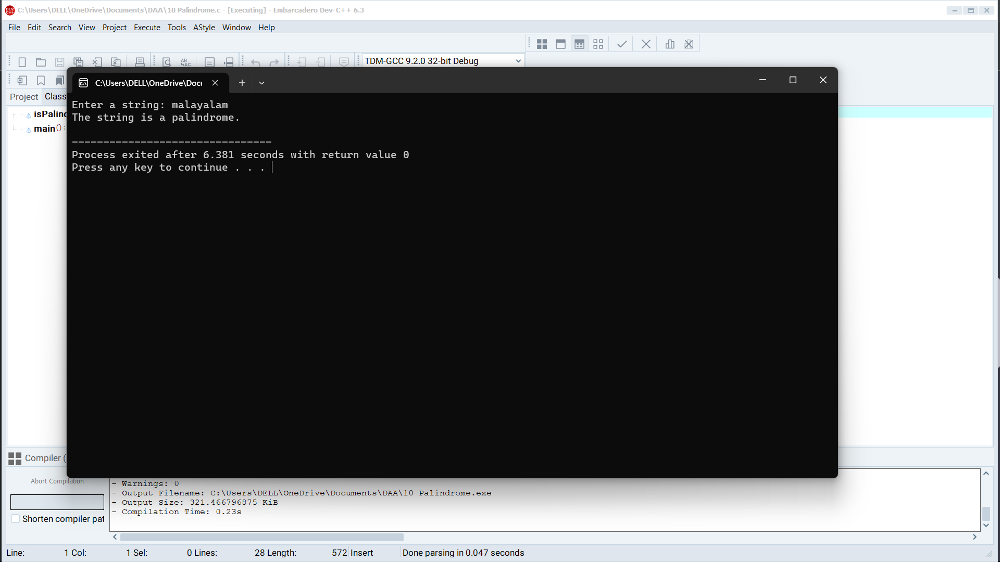 C:\Users\DELL\OneDrive\Documents\DAA\10 Palindrome.c - [Executing] - Embarcadero Dev-C++ 6.3
File Edit Search View Project Execute Tools AStyle Window Help
TDM-GCC 9.2.0 32-bit Debug
C:\Users\DELL\OneDrive\Docu
Project Class
Enter a string: malayalam
isPalind
The string is a palindrome.
main():
--------------------------------
Process exited after 6.381 seconds with return value 0
Press any key to continue . . .
Compiler (
Abort Compilation
- Warnings: 0
- Output Filename: C:\Users\DELL\OneDrive\Documents\DAA\10 Palindrome.exe
- Output Size: 321.466796875 KiB
- Compilation Time: 0.23s
Shorten compiler pat
Line: 1 Col: 1 Sel: 0 Lines: 28 Length: 572 Insert Done parsing in 0.047 seconds